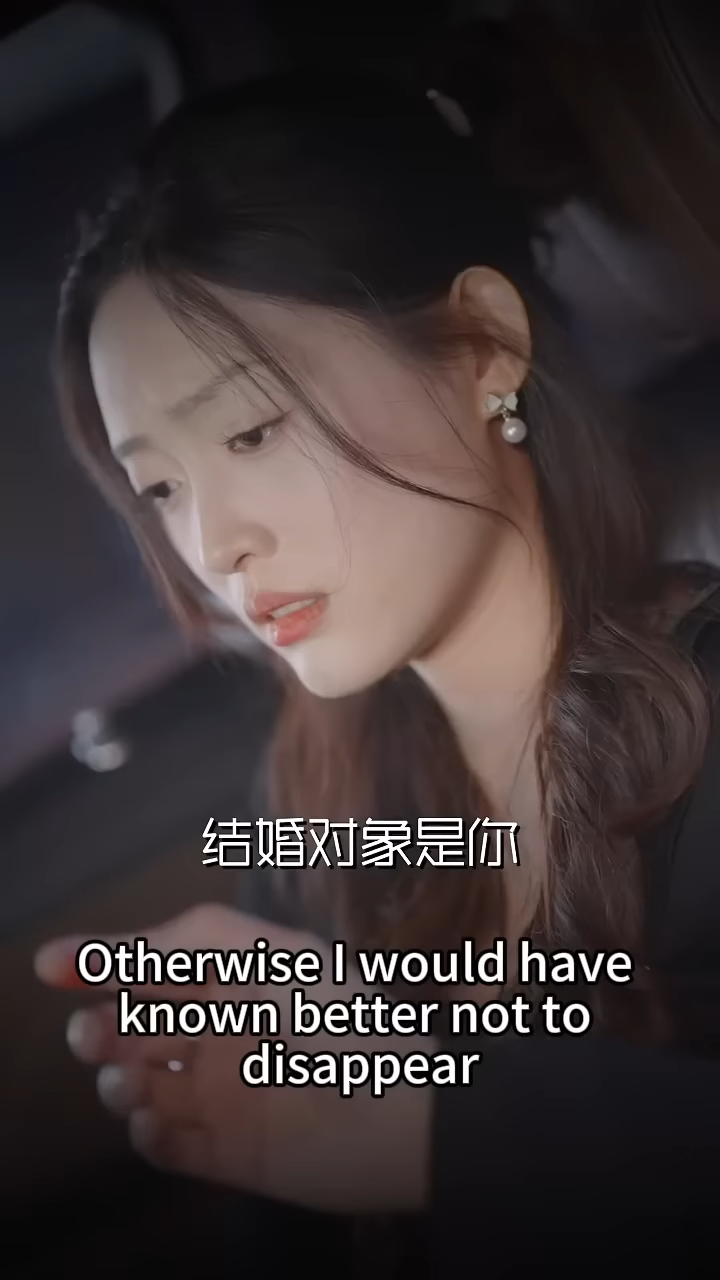 结婚对象是你
Otherwise I would have
known better not to
disappear